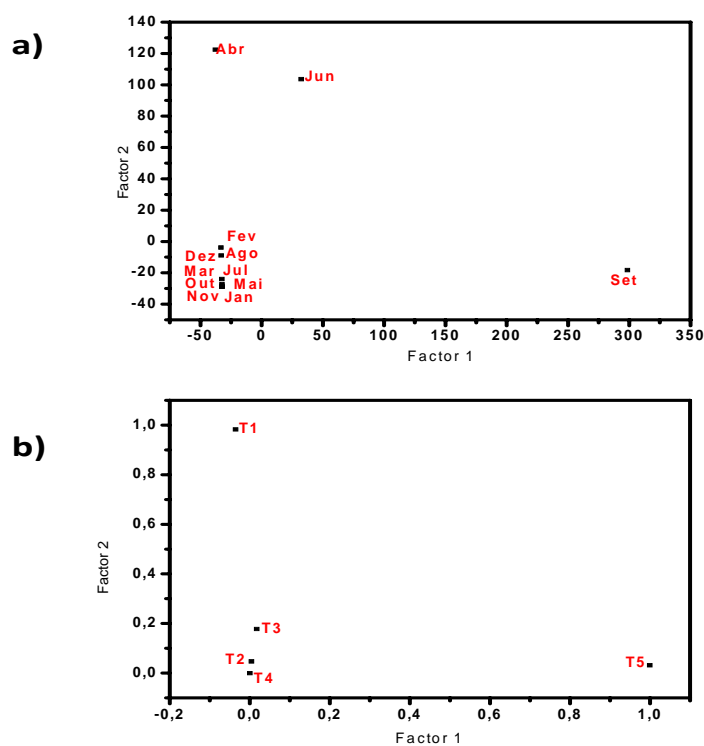 a)
140
120
100
80
60
40
20
0
-20
-40
Factor 2
Abr
Jun
Fev
Dez Ago
Mar Jul
Out Mai
Nov Jan
Set
-50 0 50 100 150 200 250 300 350
Factor 1
b)
1,0
0,8
0,6
0,4
0,2
0,0
Factor 2
T1
T3
T2
T4
T5
-0,2 0,0 0,2 0,4 0,6 0,8 1,0
Factor 1